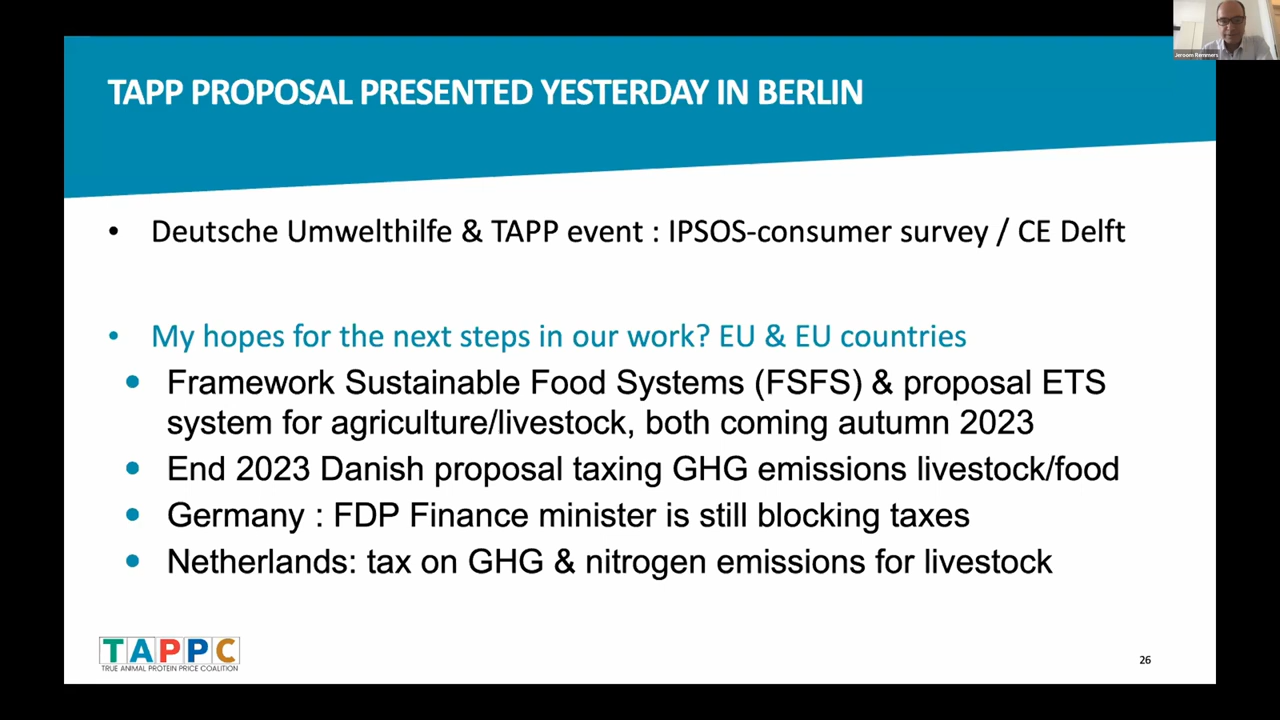 Jeroom Remmers
TAPP PROPOSAL PRESENTED YESTERDAY IN BERLIN
• Deutsche Umwelthilfe & TAPP event : IPSOS-consumer survey / CE Delft
• My hopes for the next steps in our work? EU & EU countries
• Framework Sustainable Food Systems (FSFS) & proposal ETS
system for agriculture/livestock, both coming autumn 2023
• End 2023 Danish proposal taxing GHG emissions livestock/food
• Germany : FDP Finance minister is still blocking taxes
• Netherlands: tax on GHG & nitrogen emissions for livestock
TAPPC
TRUE ANIMAL PROTEIN PRICE COALITION
26